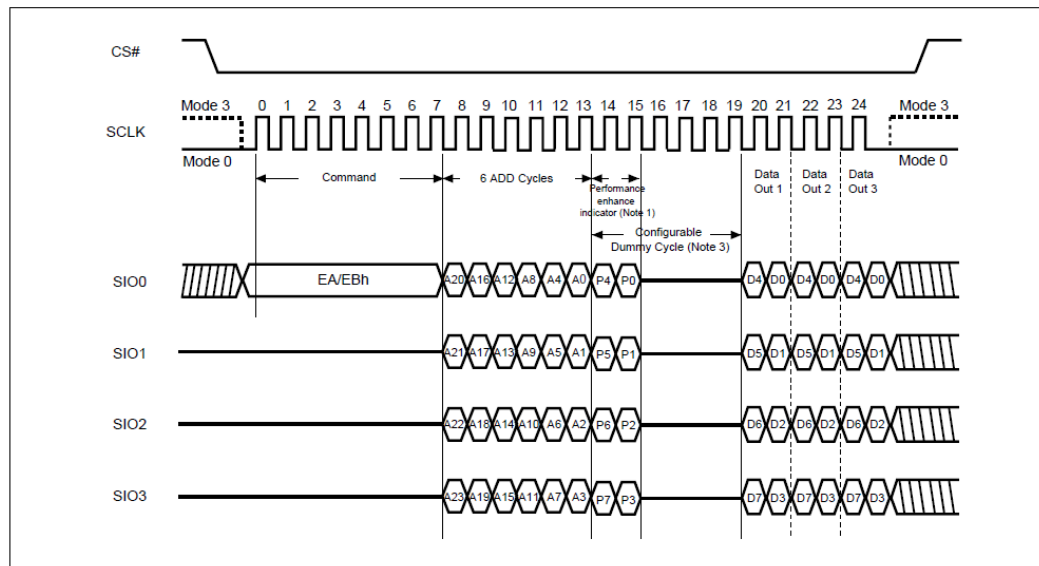 CS#
Mode 3 0 1 2 3 4 5 6 7 8 9 10 11 12 13 14 15 16 17 18 19 20 21 22 23 24 Mode 3
SCLK
Mode 0 Mode 0
Command 6 ADD Cycles Performance Data Data Data
enhance Out 1 Out 2 Out 3
indicator (Note 1)
Configurable
Dummy Cycle (Note 3)
SIO0 EA/EBh A20 A16 A12 A8 A4 A0 P4 P0 D4 D0 D4 D0 D4 D0
SIO1 A21 A17 A13 A9 A5 A1 P5 P1 D5 D1 D5 D1 D5 D1
SIO2 A22 A18 A14 A10 A6 A2 P6 P2 D6 D2 D6 D2 D6 D2
SIO3 A23 A19 A15 A11 A7 A3 P7 P3 D7 D3 D7 D3 D7 D3